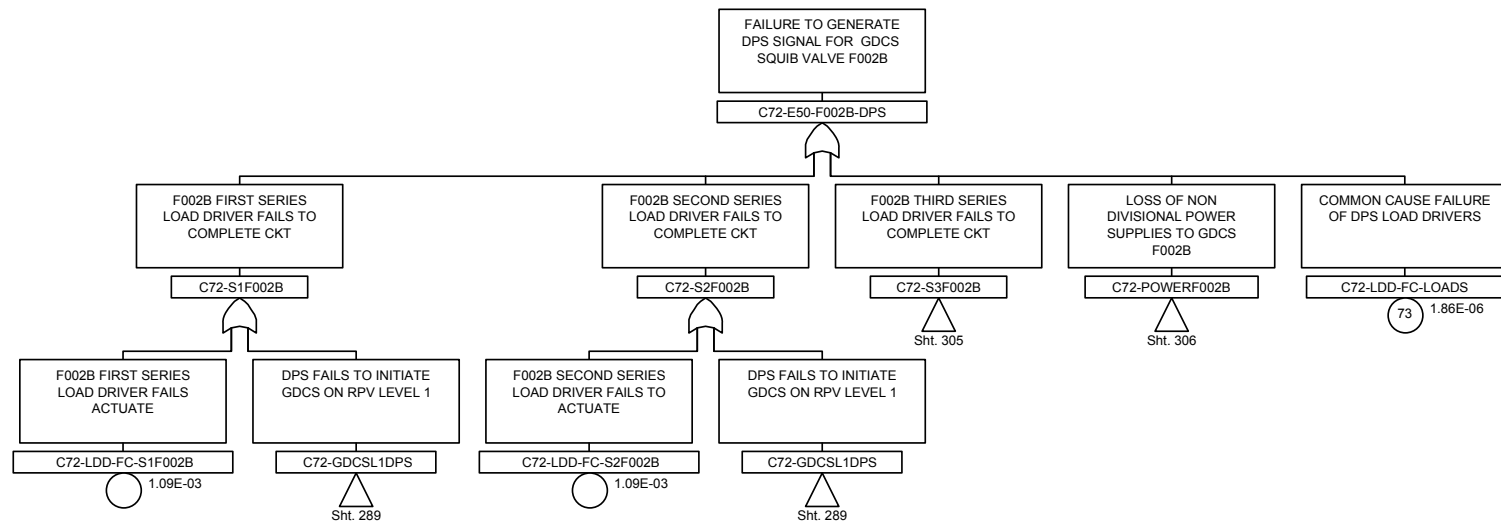 FAILURE TO GENERATE
DPS SIGNAL FOR GDCS
SQUIB VALVE F002B
C72-E50-F002B-DPS
F002B FIRST SERIES
LOAD DRIVER FAILS TO
COMPLETE CKT
C72-S1F002B
F002B SECOND SERIES
LOAD DRIVER FAILS TO
COMPLETE CKT
C72-S2F002B
F002B THIRD SERIES
LOAD DRIVER FAILS TO
COMPLETE CKT
C72-S3F002B
Sht. 305
LOSS OF NON
DIVISIONAL POWER
SUPPLIES TO GDCS
F002B
C72-POWERF002B
Sht. 306
COMMON CAUSE FAILURE
OF DPS LOAD DRIVERS
C72-LDD-FC-LOADS
73 1.86E-06
F002B FIRST SERIES
LOAD DRIVER FAILS
ACTUATE
C72-LDD-FC-S1F002B
1.09E-03
DPS FAILS TO INITIATE
GDCS ON RPV LEVEL 1
C72-GDCSL1DPS
Sht. 289
F002B SECOND SERIES
LOAD DRIVER FAILS TO
ACTUATE
C72-LDD-FC-S2F002B
1.09E-03
DPS FAILS TO INITIATE
GDCS ON RPV LEVEL 1
C72-GDCSL1DPS
Sht. 289